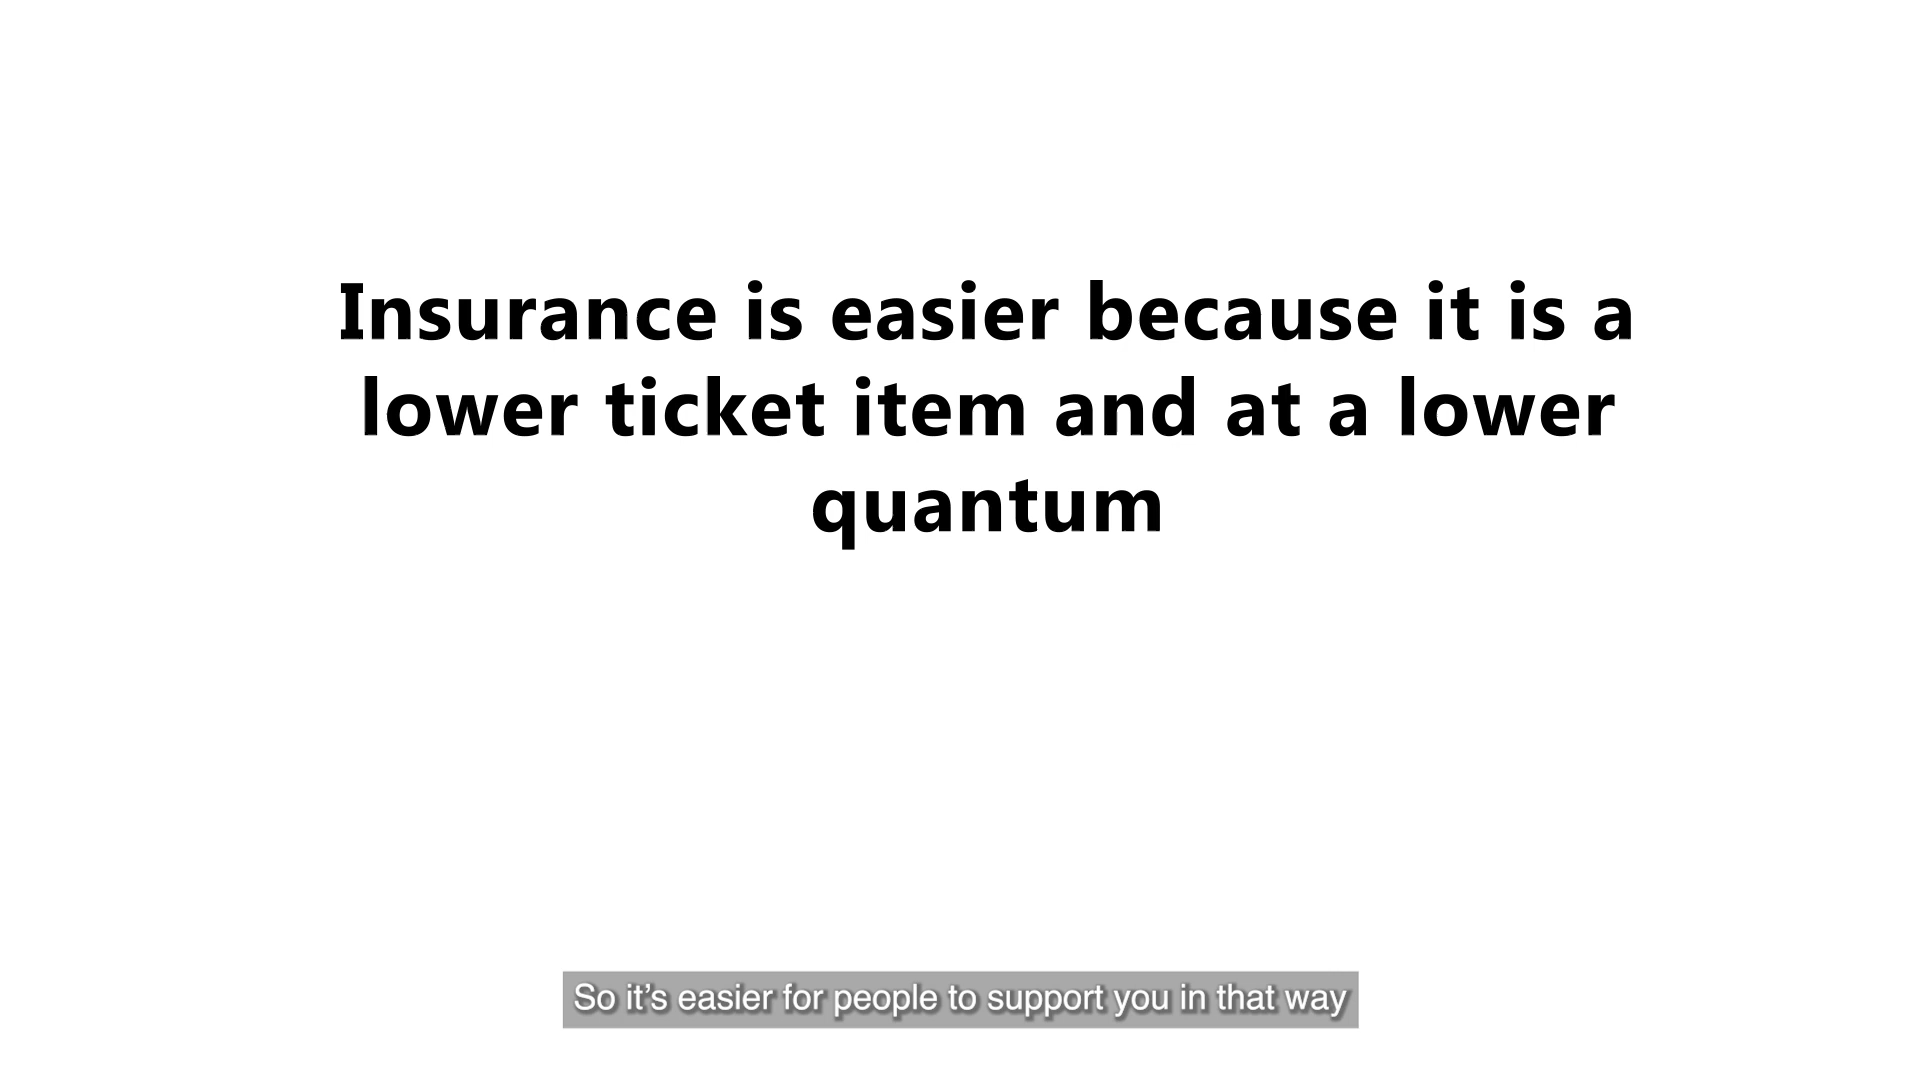 Insurance is easier because it is a
lower ticket item and at a lower
quantum
So it’s easier for people to support you in that way